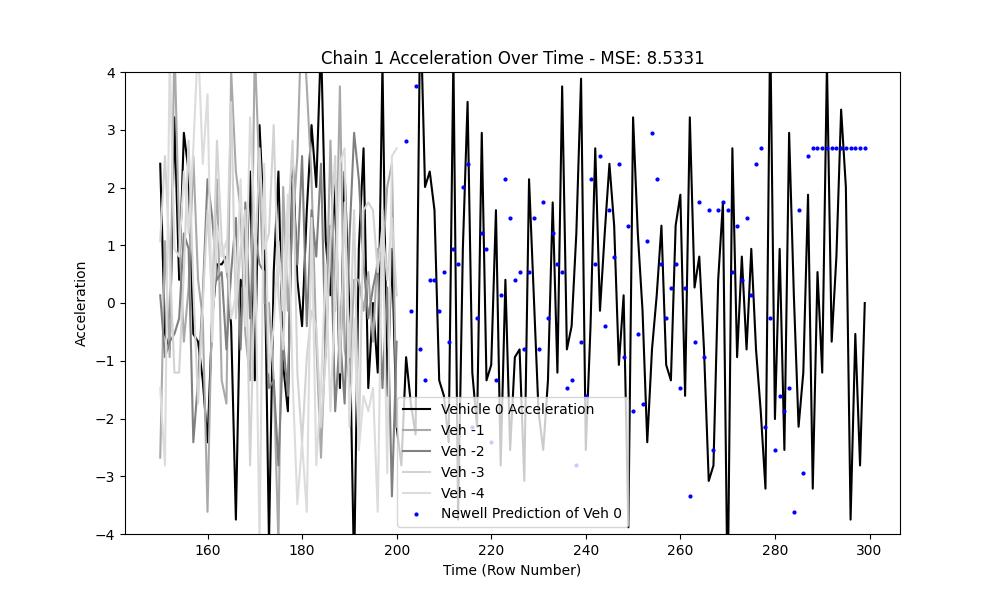 Chain 1 Acceleration Over Time - MSE: 8.5331
4
3
2
1
0
−1
−2
−3
−4
Acceleration
Vehicle 0 Acceleration
Veh -1
Veh -2
Veh -3
Veh -4
Newell Prediction of Veh 0
160 180 200 220 240 260 280 300
Time (Row Number)